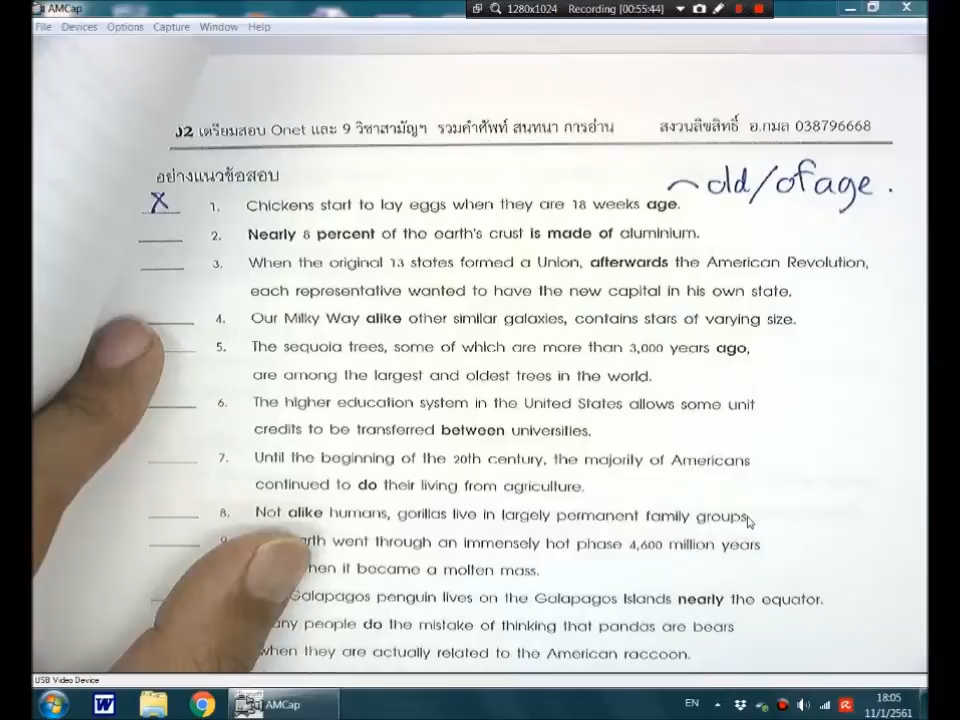 AMCap
1280x1024 Recording [00:55:44]
File Devices Options Capture Window Help
02 เตรียมสอบ Onet และ 9 วิชาสามัญฯ รวมคำศัพท์ สนทนา การอ่าน สงวนลิขสิทธิ์ อ.กมล 038796668
อย่างแนวข้อสอบ
old/of age.
X 1. Chickens start to lay eggs when they are 18 weeks age.
2. Nearly 8 percent of the earth's crust is made of aluminium.
3. When the original 13 states formed a Union, afterwards the American Revolution,
each representative wanted to have the new capital in his own state.
4. Our Milky Way alike other similar galaxies, contains stars of varying size.
5. The sequoia trees, some of which are more than 3,000 years ago,
are among the largest and oldest trees in the world.
6. The higher education system in the United States allows some unit
credits to be transferred between universities.
7. Until the beginning of the 20th century, the majority of Americans
continued to do their living from agriculture.
8. Not alike humans, gorillas live in largely permanent family groups.
went through an immensely hot phase 4,600 million years
when it became a molten mass.
Galapagos penguin lives on the Galapagos Islands nearly the equator.
people do the mistake of thinking that pandas are bears
when they are actually related to the American raccoon.
USB Video Device
AMCap
EN
18:05
11/1/2561